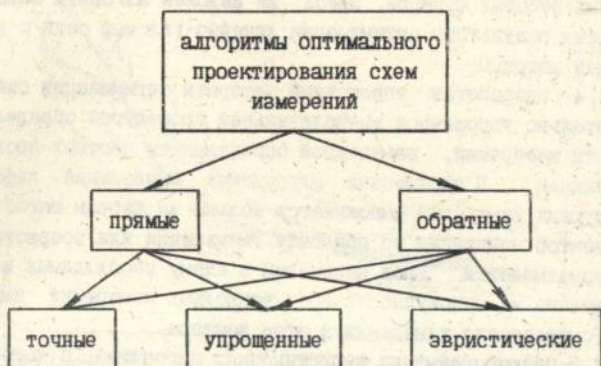 алгоритмы оптимального
проектирования схем
измерений
прямые
обратные
точные
упрощенные
эвристические